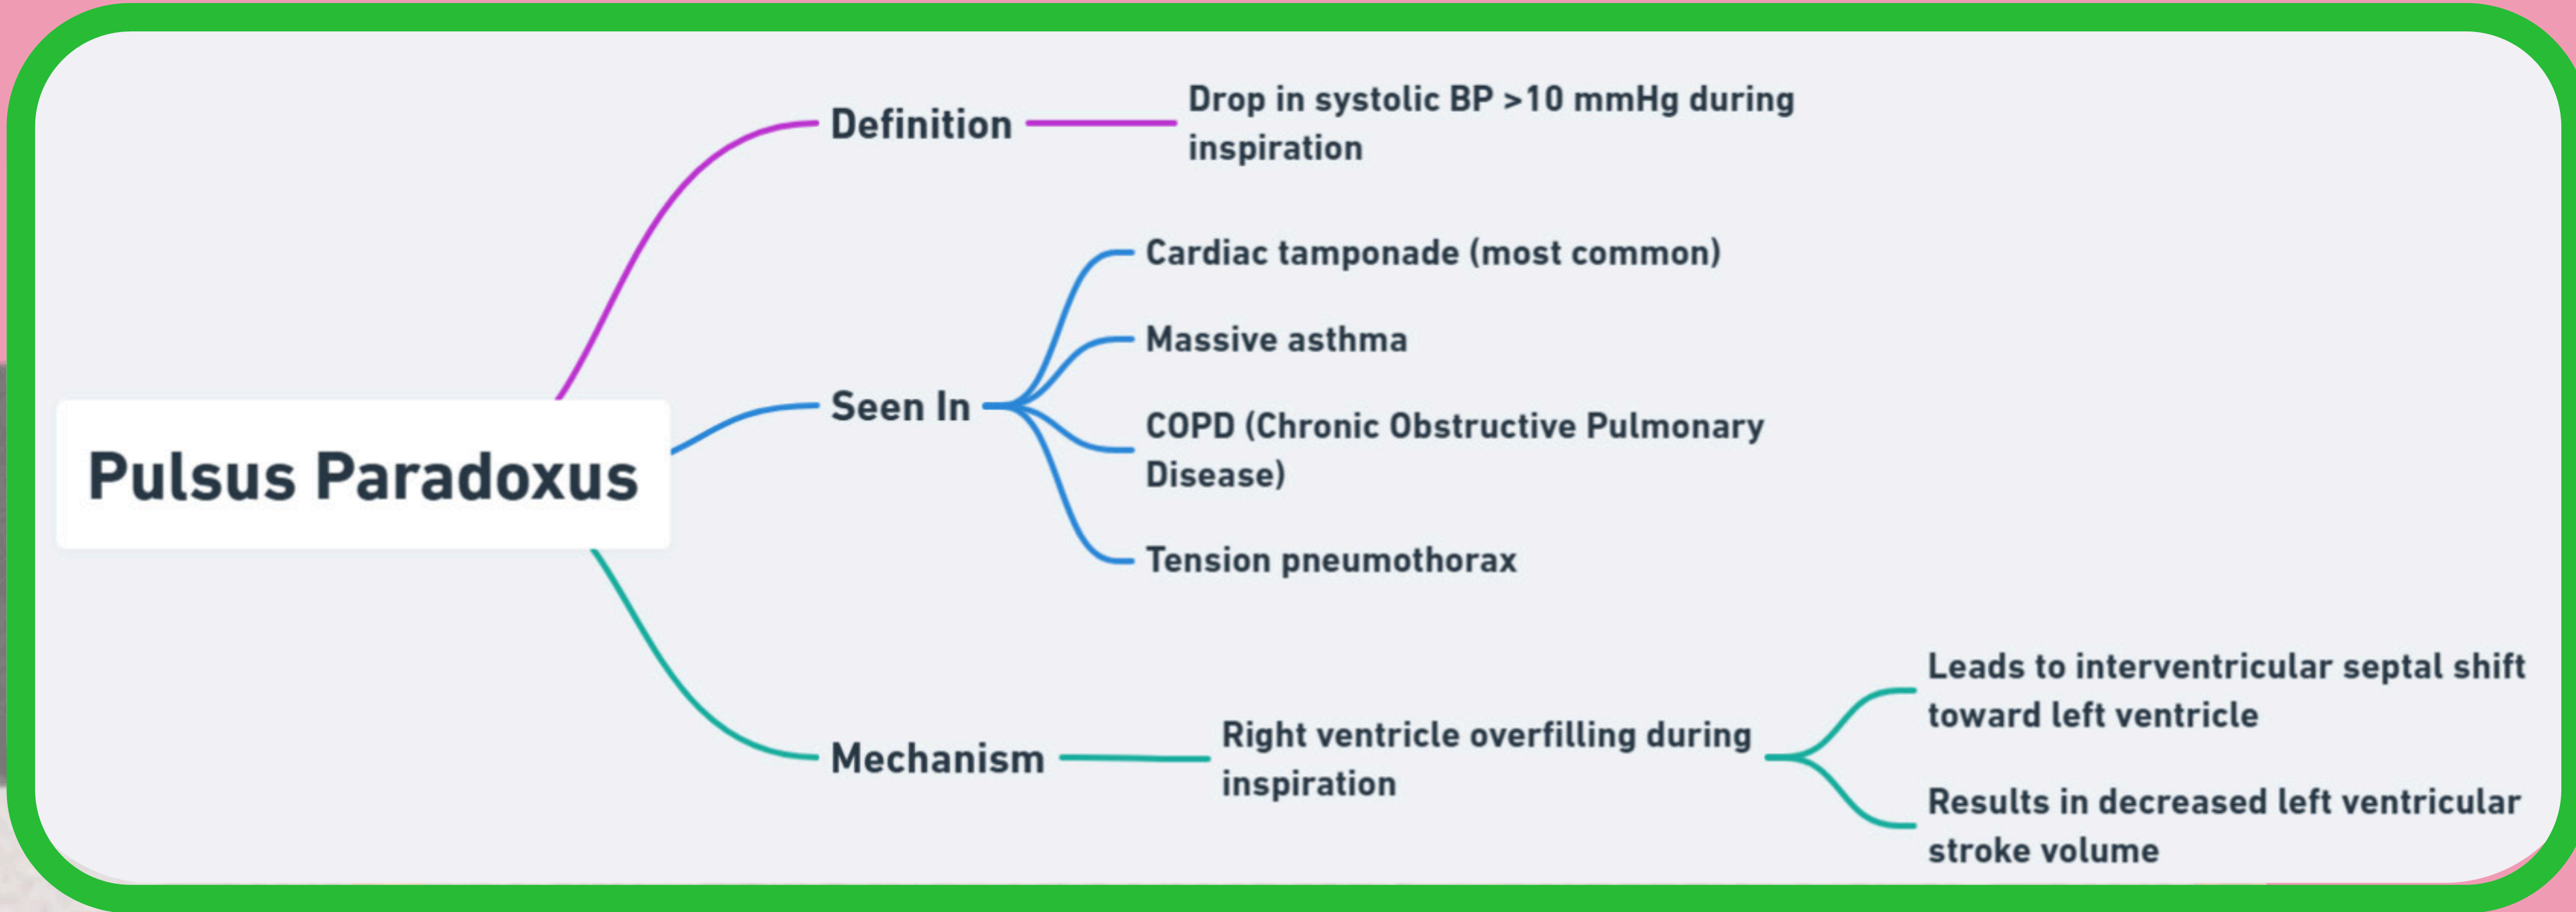 Definition
Drop in systolic BP >10 mmHg during
inspiration
Seen In
Cardiac tamponade (most common)
Massive asthma
COPD (Chronic Obstructive Pulmonary
Disease)
Tension pneumothorax
Pulsus Paradoxus
Mechanism
Right ventricle overfilling during
inspiration
Leads to interventricular septal shift
toward left ventricle
Results in decreased left ventricular
stroke volume